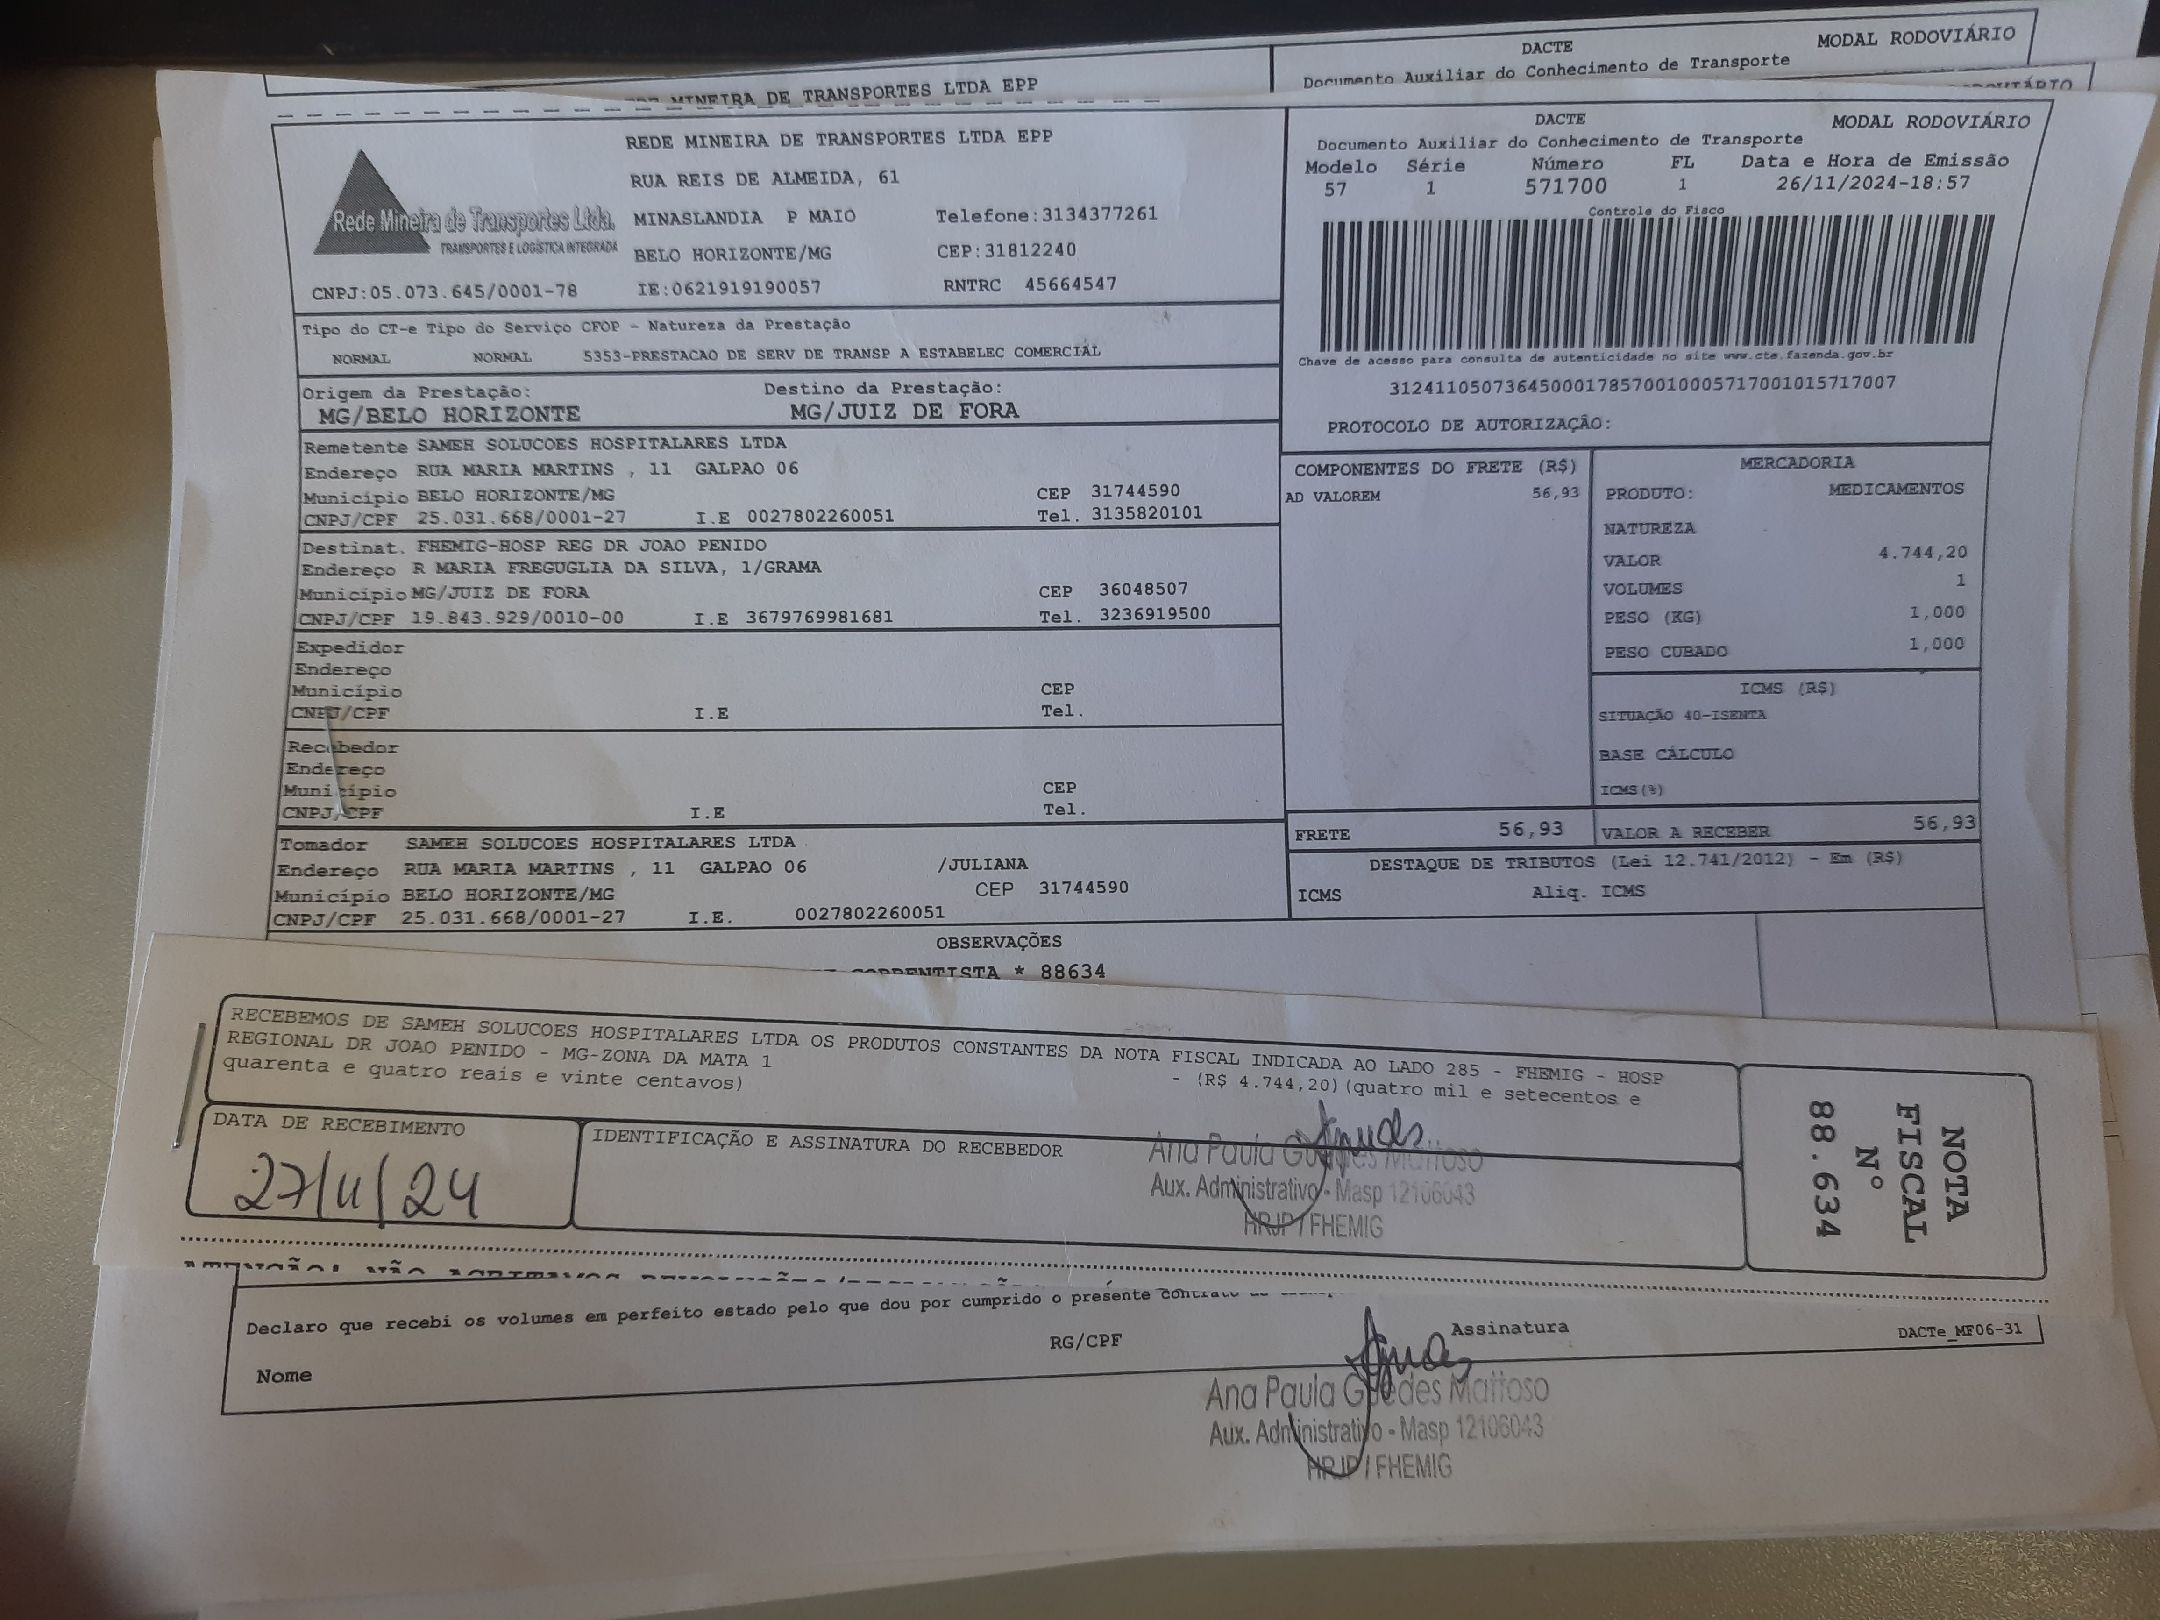 DACTE
MODAL RODOVIÁRIO
Documento Auxiliar do Conhecimento de Transporte
MINEIRA DE TRANSPORTES LTDA EPP
REDE MINEIRA DE TRANSPORTES LTDA EPP
RUA REIS DE ALMEIDA, 61
MINASLANDIA P MAIO Telefone:3134377261
BELO HORIZONTE/MG CEP:31812240
Rede Mineira de Transportes Ltda.
TRANSPORTES E LOGÍSTICA INTEGRADA
CNPJ:05.073.645/0001-78 IE:0621919190057 RNTRC 45664547
DACTE
MODAL RODOVIÁRIO
Documento Auxiliar do Conhecimento de Transporte
Modelo Série Número FL Data e Hora de Emissão
57 1 571700 1 26/11/2024-18:57
Controle do Fisco
Chave de acesso para consulta de autenticidade no site www.cte.fazenda.gov.br
31241105073645000178570010005717001015717007
PROTOCOLO DE AUTORIZAÇÃO:
Tipo do CT-e Tipo do Serviço CFOP - Natureza da Prestação
NORMAL NORMAL 5353-PRESTACAO DE SERV DE TRANSP A ESTABELEC COMERCIAL
Origem da Prestação: Destino da Prestação:
MG/BELO HORIZONTE MG/JUIZ DE FORA
Remetente SAMEH SOLUCOES HOSPITALARES LTDA
Endereço RUA MARIA MARTINS , 11 GALPAO 06
Município BELO HORIZONTE/MG CEP 31744590
CNPJ/CPF 25.031.668/0001-27 I.E 0027802260051 Tel. 3135820101
Destinat. FHEMIG-HOSP REG DR JOAO PENIDO
Endereço R MARIA FREGUGLIA DA SILVA, 1/GRAMA
Município MG/JUIZ DE FORA CEP 36048507
CNPJ/CPF 19.843.929/0010-00 I.E 3679769981681 Tel. 3236919500
Expedidor
Endereço
Município CEP
CNPJ/CPF I.E Tel.
Recebedor
Endereço
Município CEP
CNPJ/CPF I.E Tel.
Tomador SAMEH SOLUCOES HOSPITALARES LTDA
Endereço RUA MARIA MARTINS , 11 GALPAO 06 /JULIANA
Município BELO HORIZONTE/MG CEP 31744590
CNPJ/CPF 25.031.668/0001-27 I.E. 0027802260051
COMPONENTES DO FRETE (R$)
AD VALOREM 56,93
MERCADORIA
PRODUTO: MEDICAMENTOS
NATUREZA
VALOR 4.744,20
VOLUMES 1
PESO (KG) 1,000
PESO CUBADO 1,000
ICMS (R$)
SITUAÇÃO 40-ISENTA
BASE CÁLCULO
ICMS(%)
FRETE 56,93 VALOR A RECEBER 56,93
DESTAQUE DE TRIBUTOS (Lei 12.741/2012) - Em (R$)
ICMS Aliq. ICMS
OBSERVAÇÕES
CORRENTISTA * 88634
RECEBEMOS DE SAMEH SOLUCOES HOSPITALARES LTDA OS PRODUTOS CONSTANTES DA NOTA FISCAL INDICADA AO LADO 285 - FHEMIG - HOSP
REGIONAL DR JOAO PENIDO - MG-ZONA DA MATA 1 - (R$ 4.744,20)(quatro mil e setecentos e
quarenta e quatro reais e vinte centavos)
DATA DE RECEBIMENTO
27/11/24
IDENTIFICAÇÃO E ASSINATURA DO RECEBEDOR
Ana Paula Guedes Mattoso
Aux. Administrativo - Masp 12106043
HRJP / FHEMIG
NOTA
FISCAL
Nº
88.634
Declaro que recebi os volumes em perfeito estado pelo que dou por cumprido o presente contrato
Nome RG/CPF Assinatura DACTe_MF06-31
Ana Paula Guedes Mattoso
Aux. Administrativo - Masp 12106043
HRJP / FHEMIG